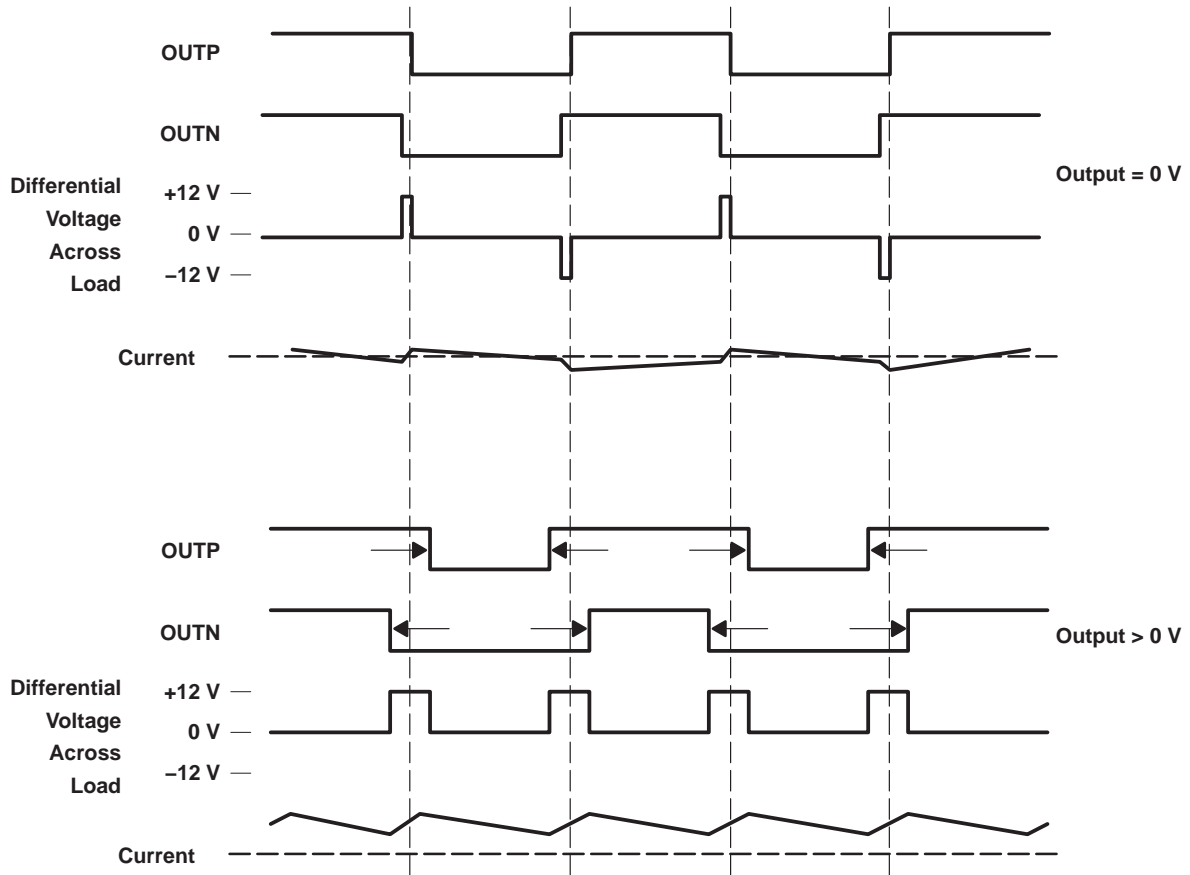 OUTP
OUTN
Output = 0 V
Differential
Voltage
Across
Load
+12 V
0 V
–12 V
Current
OUTP
OUTN
Output > 0 V
Differential
Voltage
Across
Load
+12 V
0 V
–12 V
Current